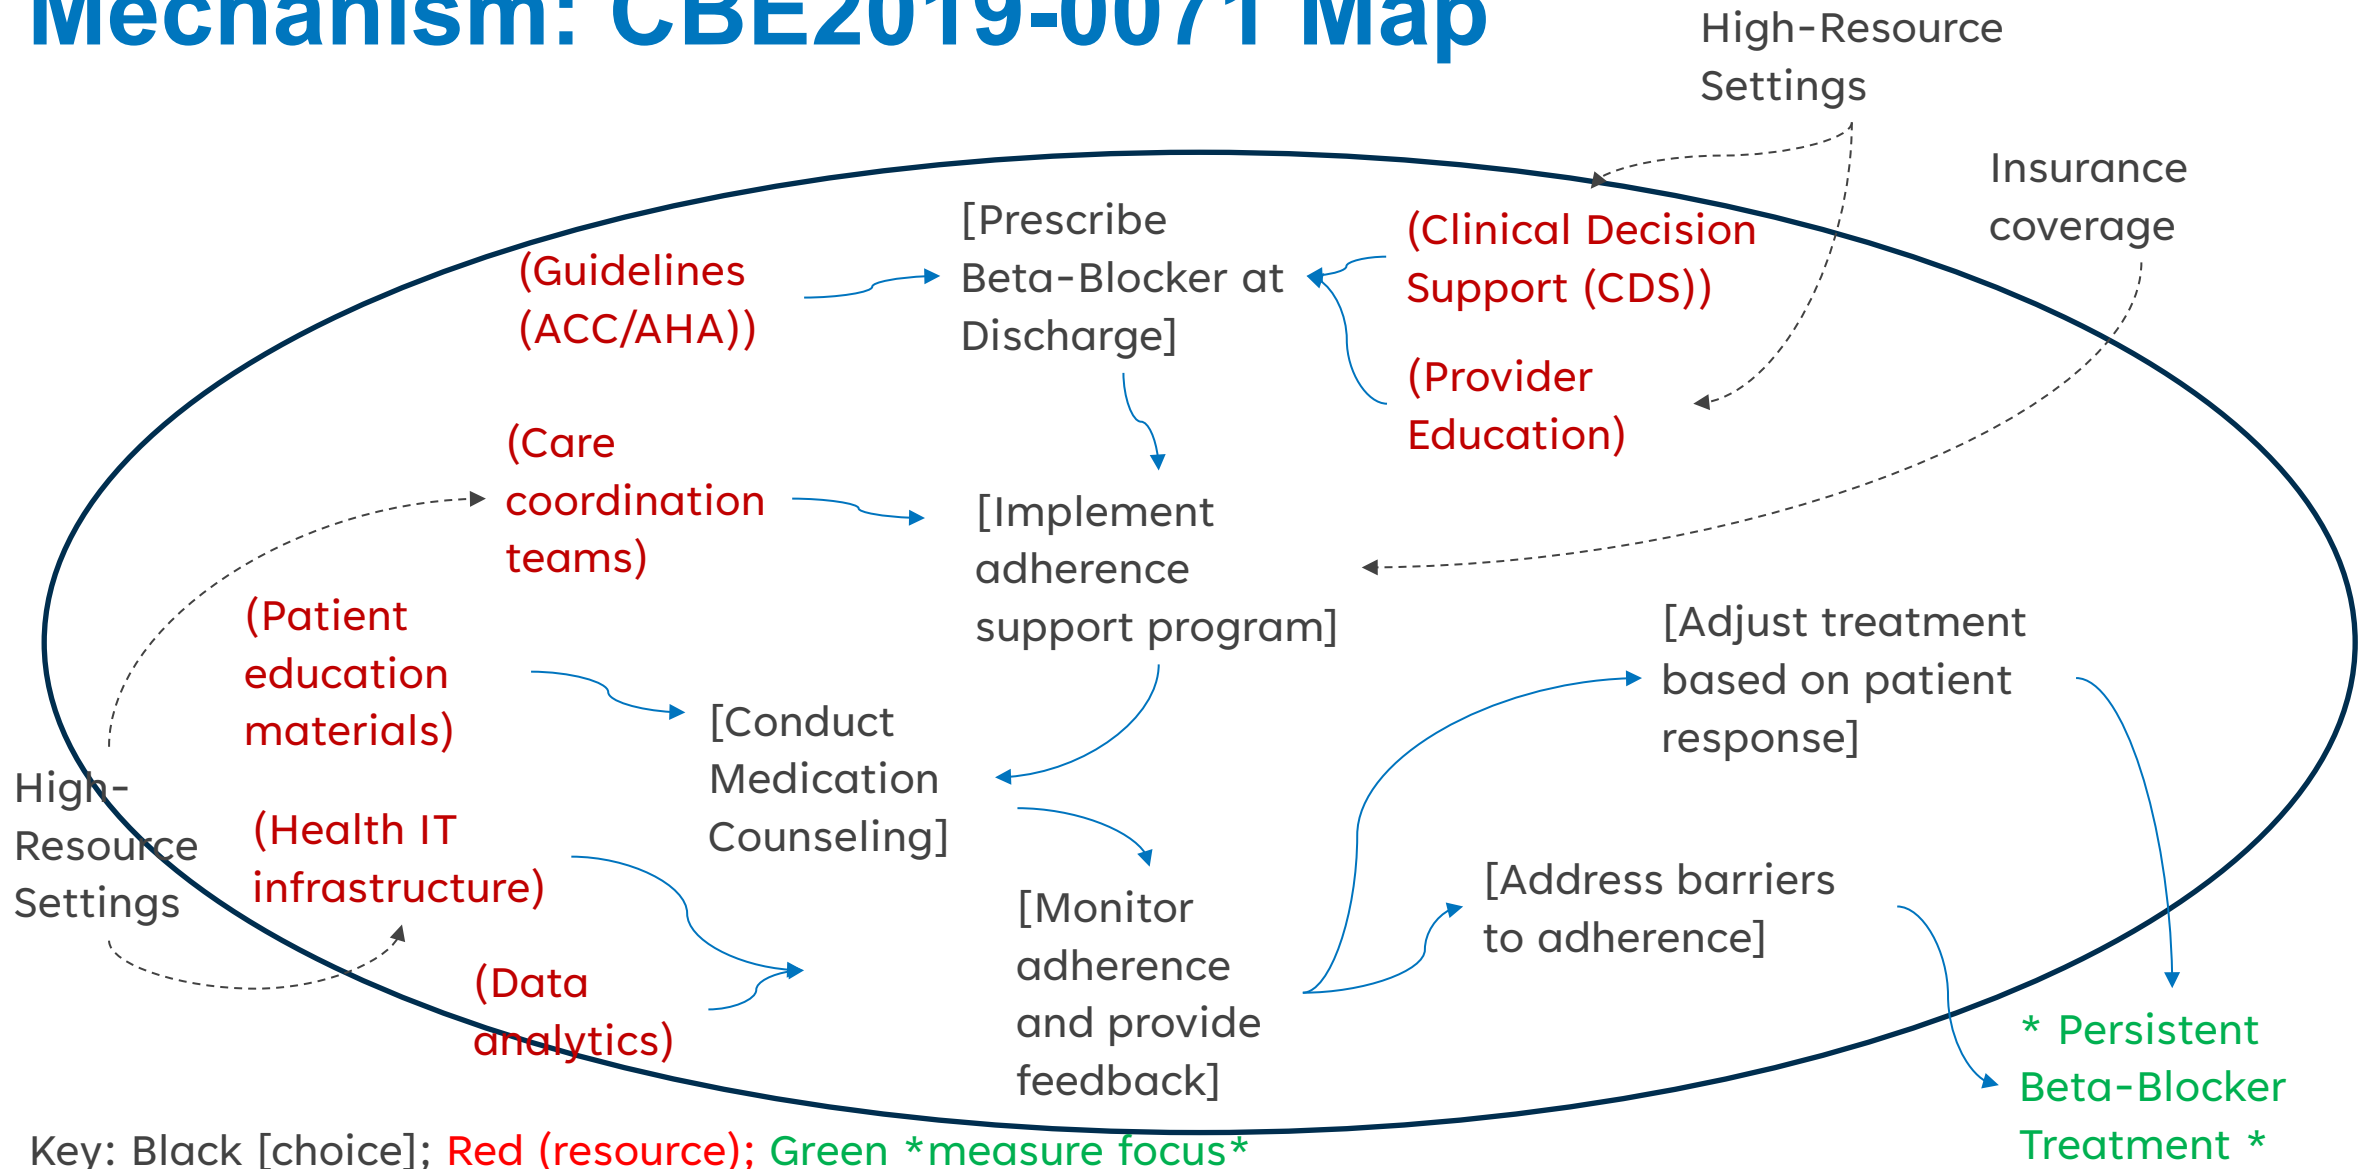 Mechanism: CBE2019-0071 Map
High-Resource
Settings
Insurance
coverage
[Prescribe
Beta-Blocker at
Discharge]
(Clinical Decision
Support (CDS))
(Guidelines
(ACC/AHA))
(Provider
Education)
(Care
coordination
teams)
[Implement
adherence
support program]
(Patient
education
materials)
[Adjust treatment
based on patient
response]
[Conduct
Medication
Counseling]
High-
Resource
Settings
(Health IT
infrastructure)
[Address barriers
to adherence]
[Monitor
adherence
and provide
feedback]
(Data
analytics)
* Persistent
Beta-Blocker
Treatment *
Key: Black [choice]; Red (resource); Green *measure focus*